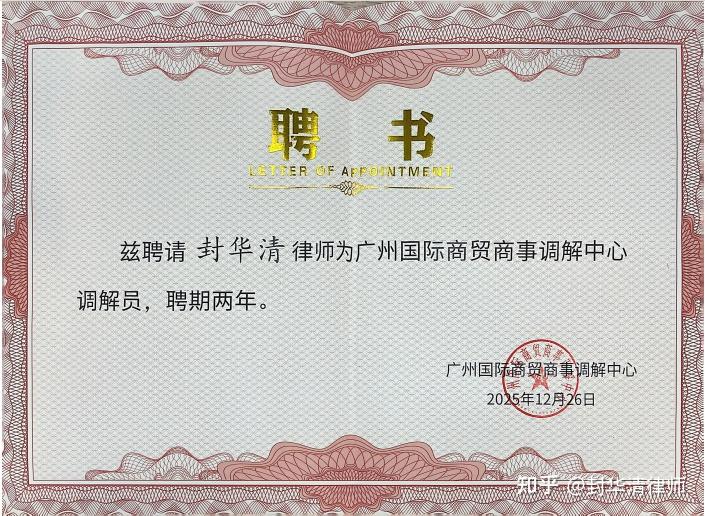 聘 书
LETTER OF APPOINTMENT
兹聘请 封华清 律师为广州国际商贸商事调解中心
调解员，聘期两年。
广州国际商贸商事调解中心
2025年12月26日
知乎 @封华清律师